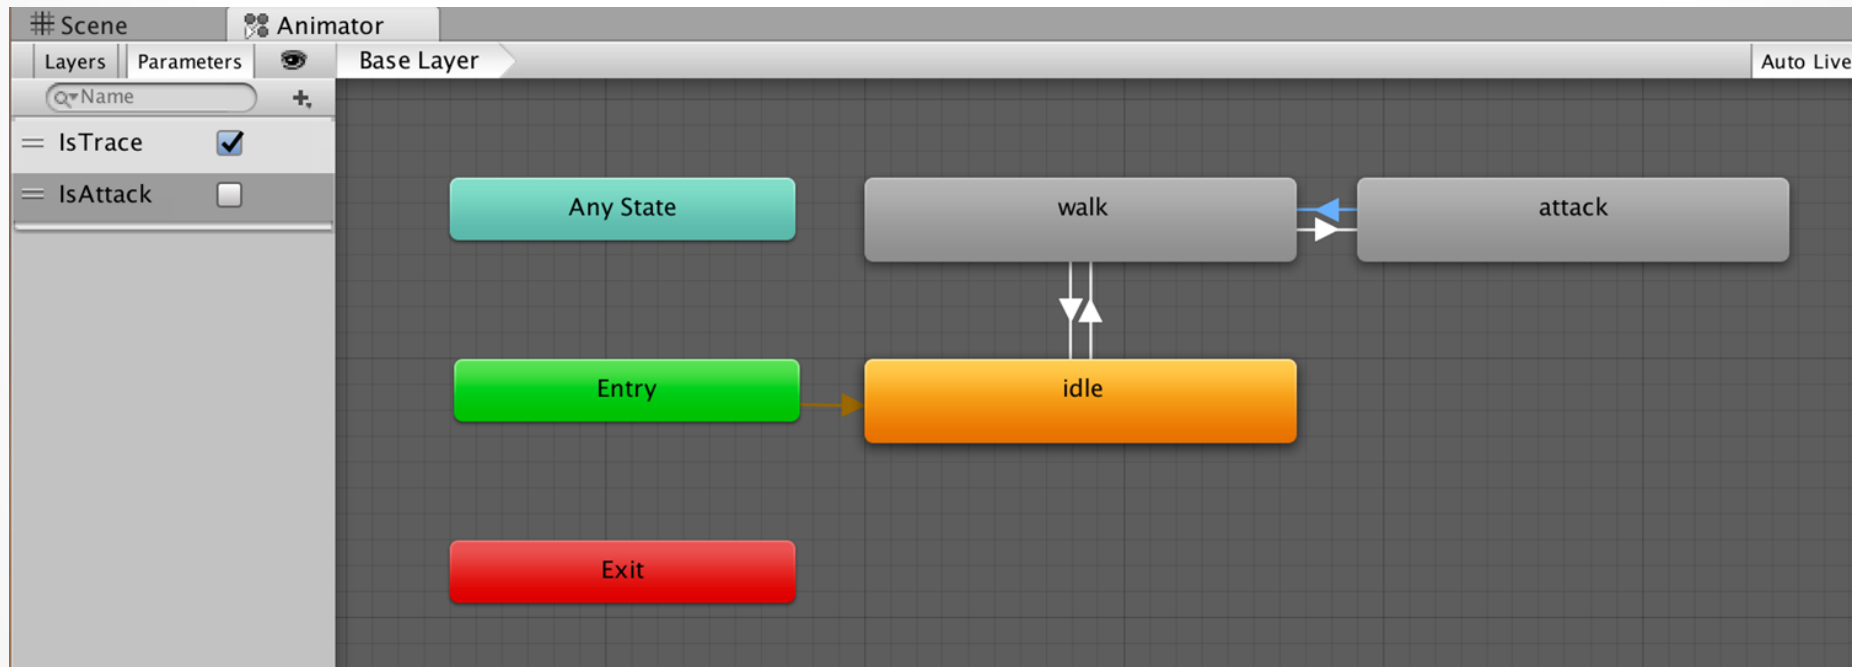 Scene
Animator
Layers
Parameters
Base Layer
Auto Live
Name
IsTrace
IsAttack
Any State
walk
attack
Entry
idle
Exit